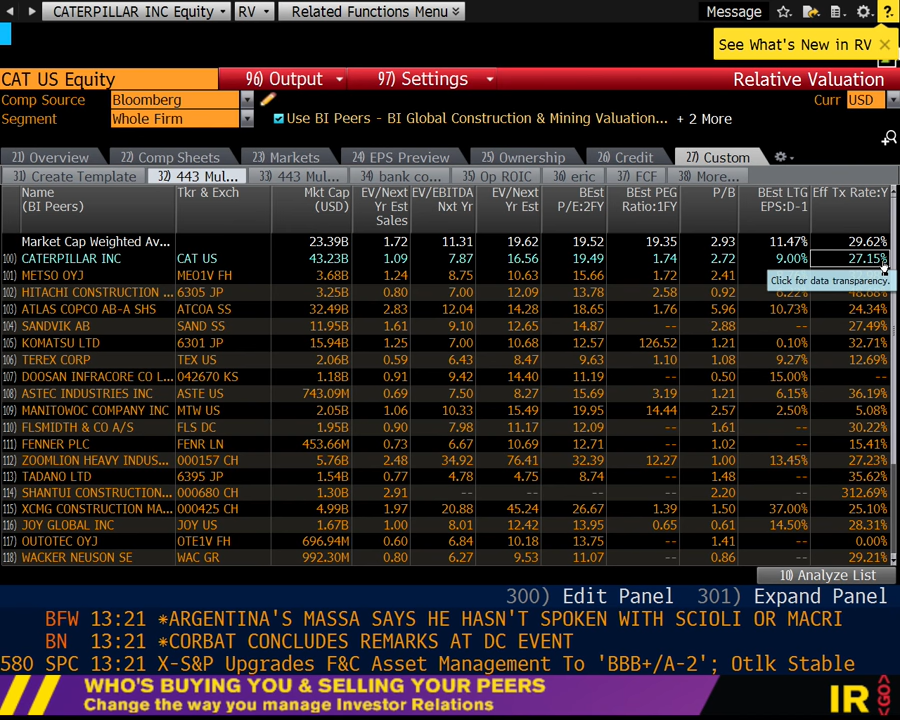 CATERPILLAR INC Equity RV Related Functions Menu Message
See What's New in RV
CAT US Equity 96) Output 97) Settings Relative Valuation
Comp Source Bloomberg Curr USD
Segment Whole Firm Use BI Peers - BI Global Construction & Mining Valuation... + 2 More
21) Overview 22) Comp Sheets 23) Markets 24) EPS Preview 25) Ownership 26) Credit 27) Custom
31) Create Template 32) 443 Mul... 33) 443 Mul... 34) bank co... 35) Op ROIC 36) eric 37) FCF 38) More...
Name Tkr & Exch Mkt Cap EV/Next EV/EBITDA EV/Next BEst BEst PEG P/B BEst LTG Eff Tx Rate:Y
(BI Peers) (USD) Yr Est Nxt Yr Yr Est P/E:2FY Ratio:1FY EPS:D-1
Sales
Market Cap Weighted Av... 23.39B 1.72 11.31 19.62 19.52 19.35 2.93 11.47% 29.62%
100) CATERPILLAR INC CAT US 43.23B 1.09 7.87 16.56 19.49 1.74 2.72 9.00% 27.15%
101) METSO OYJ MEO1V FH 3.68B 1.24 8.75 10.63 15.66 1.72 2.41
Click for data transparency.
102) HITACHI CONSTRUCTION ... 6305 JP 3.25B 0.80 7.00 12.09 13.78 2.58 0.92 6.22% 48.08%
103) ATLAS COPCO AB-A SHS ATCOA SS 32.49B 2.83 12.04 14.28 18.65 1.76 5.96 10.73% 24.34%
104) SANDVIK AB SAND SS 11.95B 1.61 9.10 12.65 14.87 -- 2.88 -- 27.49%
105) KOMATSU LTD 6301 JP 15.94B 1.25 7.00 10.68 12.57 126.52 1.21 0.10% 32.71%
106) TEREX CORP TEX US 2.06B 0.59 6.43 8.47 9.63 1.10 1.08 9.27% 12.69%
107) DOOSAN INFRACORE CO L... 042670 KS 1.18B 0.91 9.42 14.40 11.19 -- 0.50 15.00% --
108) ASTEC INDUSTRIES INC ASTE US 743.09M 0.69 7.50 8.27 15.69 3.19 1.21 6.15% 36.19%
109) MANITOWOC COMPANY INC MTW US 2.05B 1.06 10.33 15.49 19.95 14.44 2.57 2.50% 5.08%
110) FLSMIDTH & CO A/S FLS DC 1.95B 0.90 7.98 11.17 12.09 -- 1.61 -- 30.22%
111) FENNER PLC FENR LN 453.66M 0.73 6.67 10.69 12.71 -- 1.02 -- 15.41%
112) ZOOMLION HEAVY INDUS... 000157 CH 5.76B 2.48 34.92 76.41 32.39 12.27 1.00 13.45% 27.23%
113) TADANO LTD 6395 JP 1.54B 0.77 4.78 4.75 8.74 -- 1.48 -- 35.62%
114) SHANTUI CONSTRUCTION... 000680 CH 1.30B 2.91 -- -- -- -- 2.20 -- 312.69%
115) XCMG CONSTRUCTION MA... 000425 CH 4.99B 1.97 20.88 45.24 26.67 1.39 1.50 37.00% 25.10%
116) JOY GLOBAL INC JOY US 1.67B 1.00 8.01 12.42 13.95 0.65 0.61 14.50% 28.31%
117) OUTOTEC OYJ OTE1V FH 696.94M 0.60 6.84 10.18 13.75 -- 1.41 -- 0.00%
118) WACKER NEUSON SE WAC GR 992.30M 0.80 6.27 9.53 11.07 -- 0.86 -- 29.21%
10) Analyze List
300) Edit Panel 301) Expand Panel
BFW 13:21 *ARGENTINA'S MASSA SAYS HE HASN'T SPOKEN WITH SCIOLI OR MACRI
BN 13:21 *CORBAT CONCLUDES REMARKS AT DC EVENT
580 SPC 13:21 X-S&P Upgrades F&C Asset Management To 'BBB+/A-2'; Otlk Stable
WHO'S BUYING YOU & SELLING YOUR PEERS
Change the way you manage Investor Relations
IR